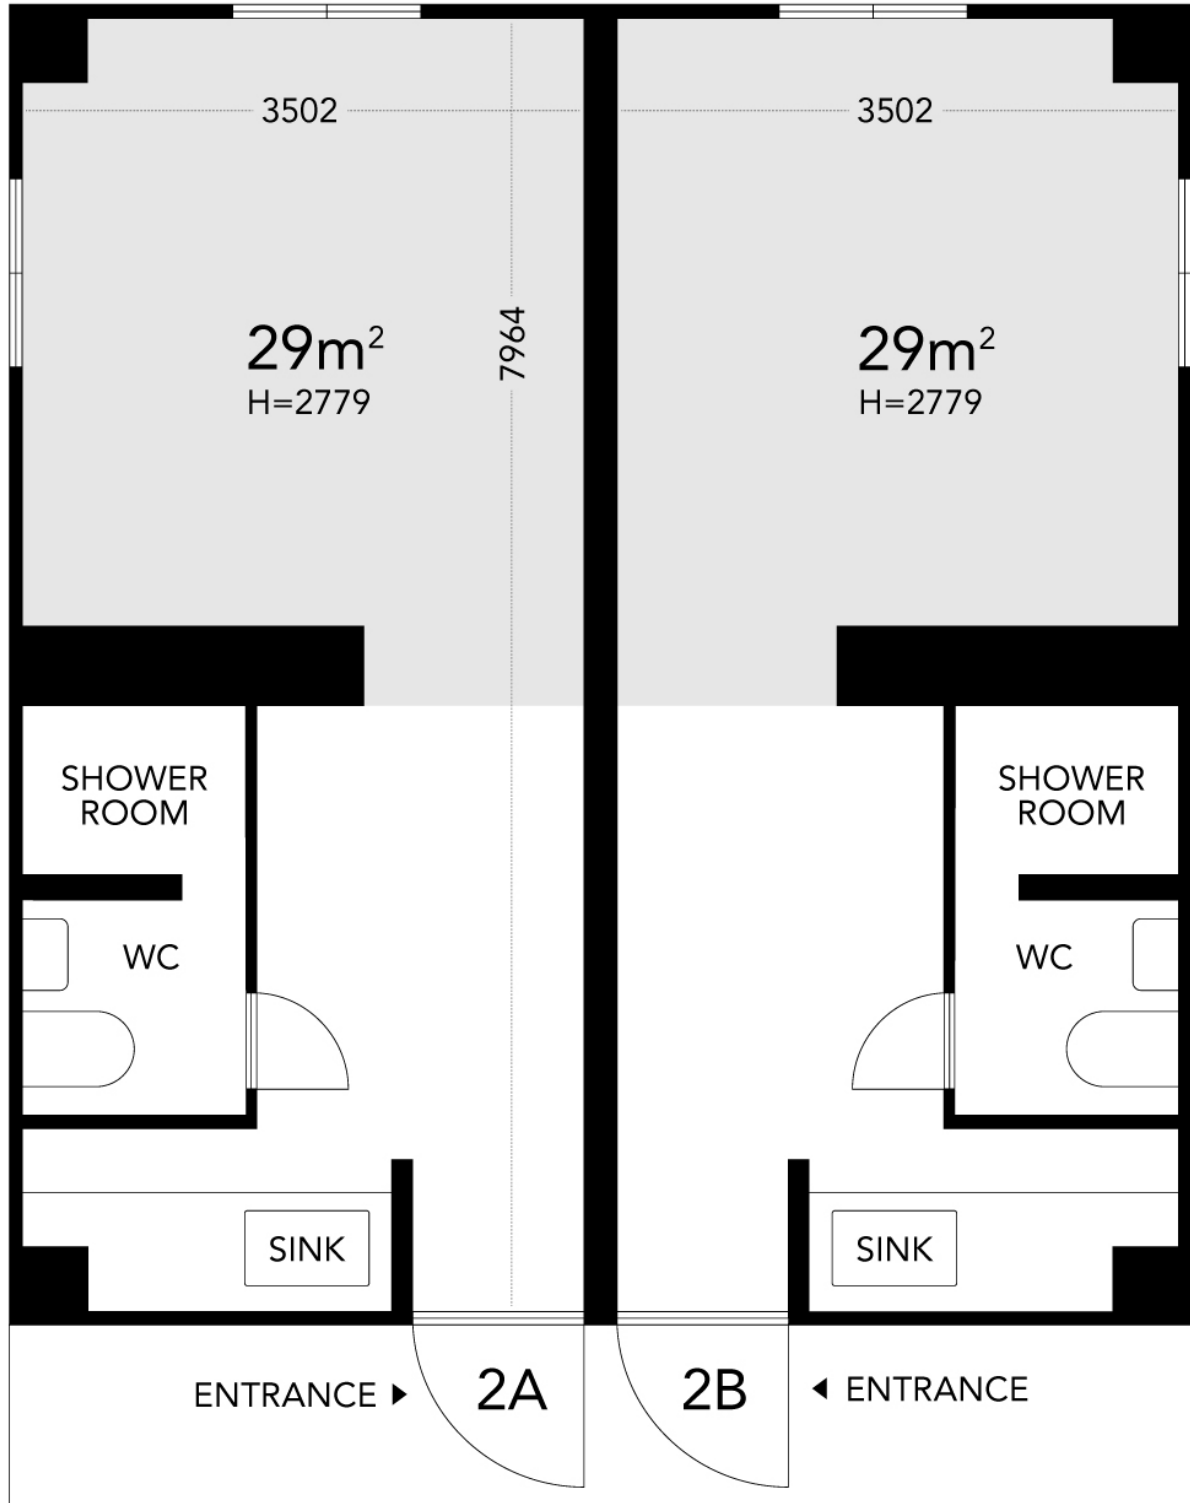 3502
3502
7964
29m²
H=2779
29m²
H=2779
SHOWER
ROOM
SHOWER
ROOM
WC
WC
SINK
SINK
ENTRANCE
2A
2B
ENTRANCE